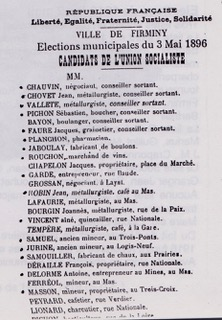 RÉPUBLIQUE FRANÇAISE
Liberté, Egalité, Fraternité, Justice, Solidarité
VILLE DE FIRMINY
Elections municipales du 3 Mai 1896
CANDIDATS DE L'UNION SOCIALISTE
MM.
CHAUVIN, négociant, conseiller sortant.
CHOVET Jean, métallurgiste, conseiller sortant.
VALLETE, métallurgiste, conseiller sortant.
PICHON Sébastien, boucher, conseiller sortant.
BAYON, boulanger, conseiller sortant.
FAURE Jacques, grainetier, conseiller sortant.
PLANCHON, pharmacien.
JABOULAY, fabricant de boulons.
ROUCHON, marchand de vins.
CHAPELON Jacques, propriétaire, place du Marché.
GARDE, entrepreneur, rue
GROSSAN, négociant, à Layat.
ROBIN Jean, métallurgiste, café au Mas.
LAFAURIE, métallurgiste, au Mas.
BOURGIN Joannès, métallurgiste, rue de la Paix.
VINCENT aîné, quincaillier, rue Nationale.
TEMPÈRE, métallurgiste, café, à la Gare.
SAMUEL, ancien mineur, au Trois-Ponts.
JURINE, ancien mineur, au Logis-Neuf.
SAMOUILLER, fabricant de chaux, aux Prairies.
DÉRAILLE François, propriétaire, rue Nationale.
DELORME Antoine, entrepreneur au Mines, au Mas.
FERRÉOL, mineur, au Mas.
MASSON, mineur, propriétaire, au Treis-Croix.
PEYRARD, cafetier, rue Verdier.
LIONARD, charcutier, rue Nationale.